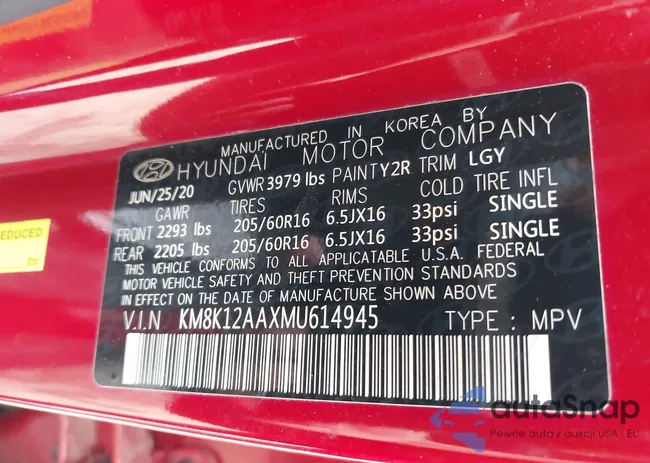 MANUFACTURED IN KOREA BY
HYUNDAI MOTOR COMPANY
JUN/25/20 GVWR 3979 lbs PAINT Y2R TRIM LGY
GAWR TIRES RIMS COLD TIRE INFL
FRONT 2293 lbs 205/60R16 6.5JX16 33psi SINGLE
REAR 2205 lbs 205/60R16 6.5JX16 33psi SINGLE
THIS VEHICLE CONFORMS TO ALL APPLICABLE U.S.A. FEDERAL
MOTOR VEHICLE SAFETY AND THEFT PREVENTION STANDARDS
IN EFFECT ON THE DATE OF MANUFACTURE SHOWN ABOVE
V.I.N KM8K12AAXMU614945 TYPE : MPV
EDUCED
lbs
autoSnap
Pewne auta z aukcji USA i EU